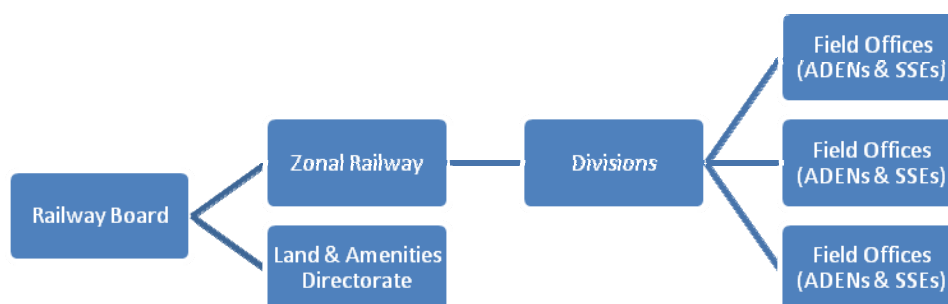 Railway Board
Zonal Railway
Land & Amenities
Directorate
Divisions
Field Offices
(ADENs & SSEs)
Field Offices
(ADENs & SSEs)
Field Offices
(ADENs & SSEs)